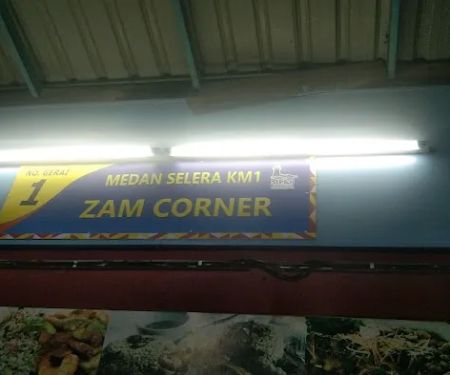 NO. GERAI
1
MEDAN SELERA KM1
ZAM CORNER